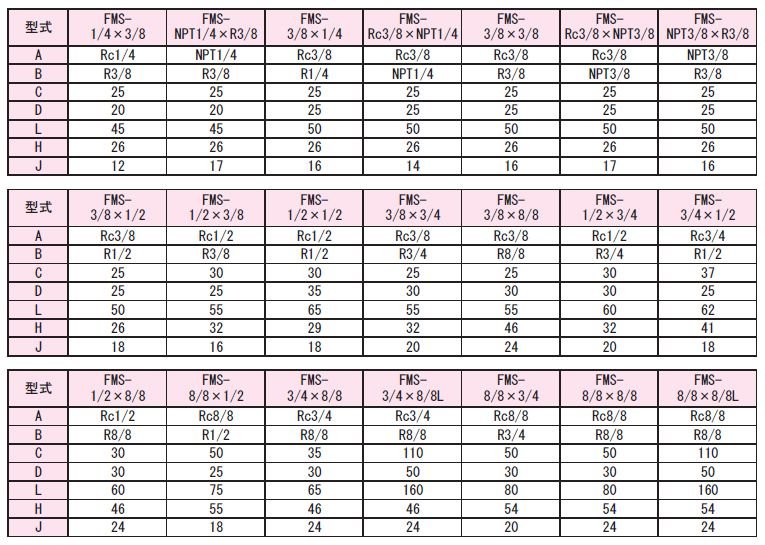 型式 FMS-1/4×3/8 FMS-NPT1/4×R3/8 FMS-3/8×1/4 FMS-Rc3/8×NPT1/4 FMS-3/8×3/8 FMS-Rc3/8×NPT3/8 FMS-NPT3/8×R3/8
A Rc1/4 NPT1/4 Rc3/8 Rc3/8 Rc3/8 Rc3/8 NPT3/8
B R3/8 R3/8 R1/4 NPT1/4 R3/8 NPT3/8 R3/8
C 25 25 25 25 25 25 25
D 20 20 25 25 25 25 25
L 45 45 50 50 50 50 50
H 26 26 26 26 26 26 26
J 12 17 16 14 16 17 16
型式 FMS-3/8×1/2 FMS-1/2×3/8 FMS-1/2×1/2 FMS-3/8×3/4 FMS-3/8×8/8 FMS-1/2×3/4 FMS-3/4×1/2
A Rc3/8 Rc1/2 Rc1/2 Rc3/8 Rc3/8 Rc1/2 Rc3/4
B R1/2 R3/8 R1/2 R3/4 R8/8 R3/4 R1/2
C 25 30 30 25 25 30 37
D 25 25 35 30 30 30 25
L 50 55 65 55 55 60 62
H 26 32 29 32 46 32 41
J 18 16 18 20 24 20 18
型式 FMS-1/2×8/8 FMS-8/8×1/2 FMS-3/4×8/8 FMS-3/4×8/8L FMS-8/8×3/4 FMS-8/8×8/8 FMS-8/8×8/8L
A Rc1/2 Rc8/8 Rc3/4 Rc3/4 Rc8/8 Rc8/8 Rc8/8
B R8/8 R1/2 R8/8 R8/8 R3/4 R8/8 R8/8
C 30 50 35 110 50 50 110
D 30 25 30 50 30 30 50
L 60 75 65 160 80 80 160
H 46 55 46 46 54 54 54
J 24 18 24 24 20 24 24